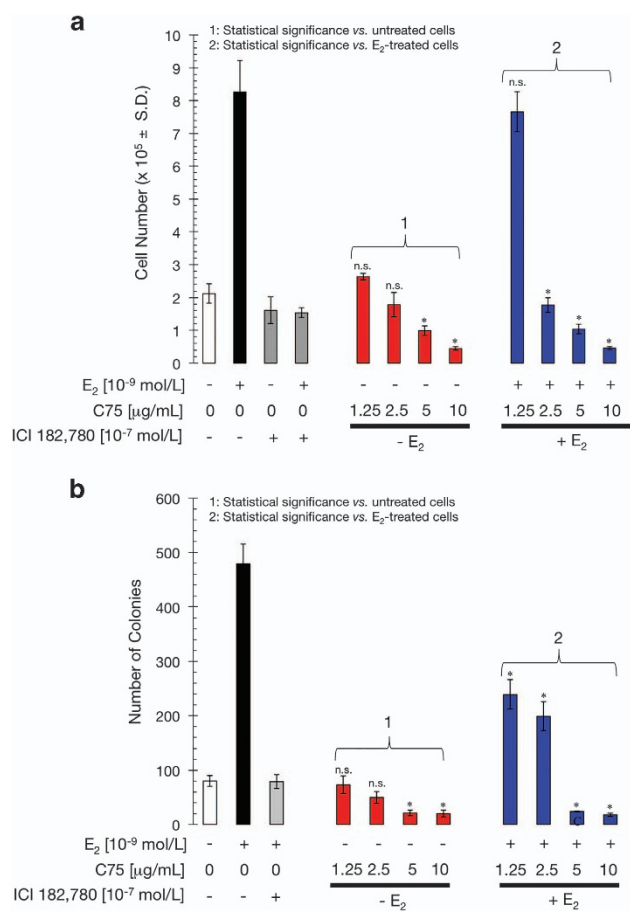 a
1: Statistical significance vs. untreated cells
2: Statistical significance vs. E₂-treated cells
10
9
8
7
6
5
4
3
2
1
0
Cell Number (x 10⁵ ± S.D.)
1
n.s.
n.s.
*
*
2
n.s.
*
*
*
E₂ [10⁻⁹ mol/L] - + - + - - - - + + + +
C75 [µg/mL] 0 0 0 0 1.25 2.5 5 10 1.25 2.5 5 10
ICI 182,780 [10⁻⁷ mol/L] - - + + - E₂ + E₂
b
1: Statistical significance vs. untreated cells
2: Statistical significance vs. E₂-treated cells
600
500
400
300
200
100
0
Number of Colonies
1
n.s.
n.s.
*
*
2
*
*
*
*
C
E₂ [10⁻⁹ mol/L] - + + - - - - + + + +
C75 [µg/mL] 0 0 0 1.25 2.5 5 10 1.25 2.5 5 10
ICI 182,780 [10⁻⁷ mol/L] - - + - E₂ + E₂